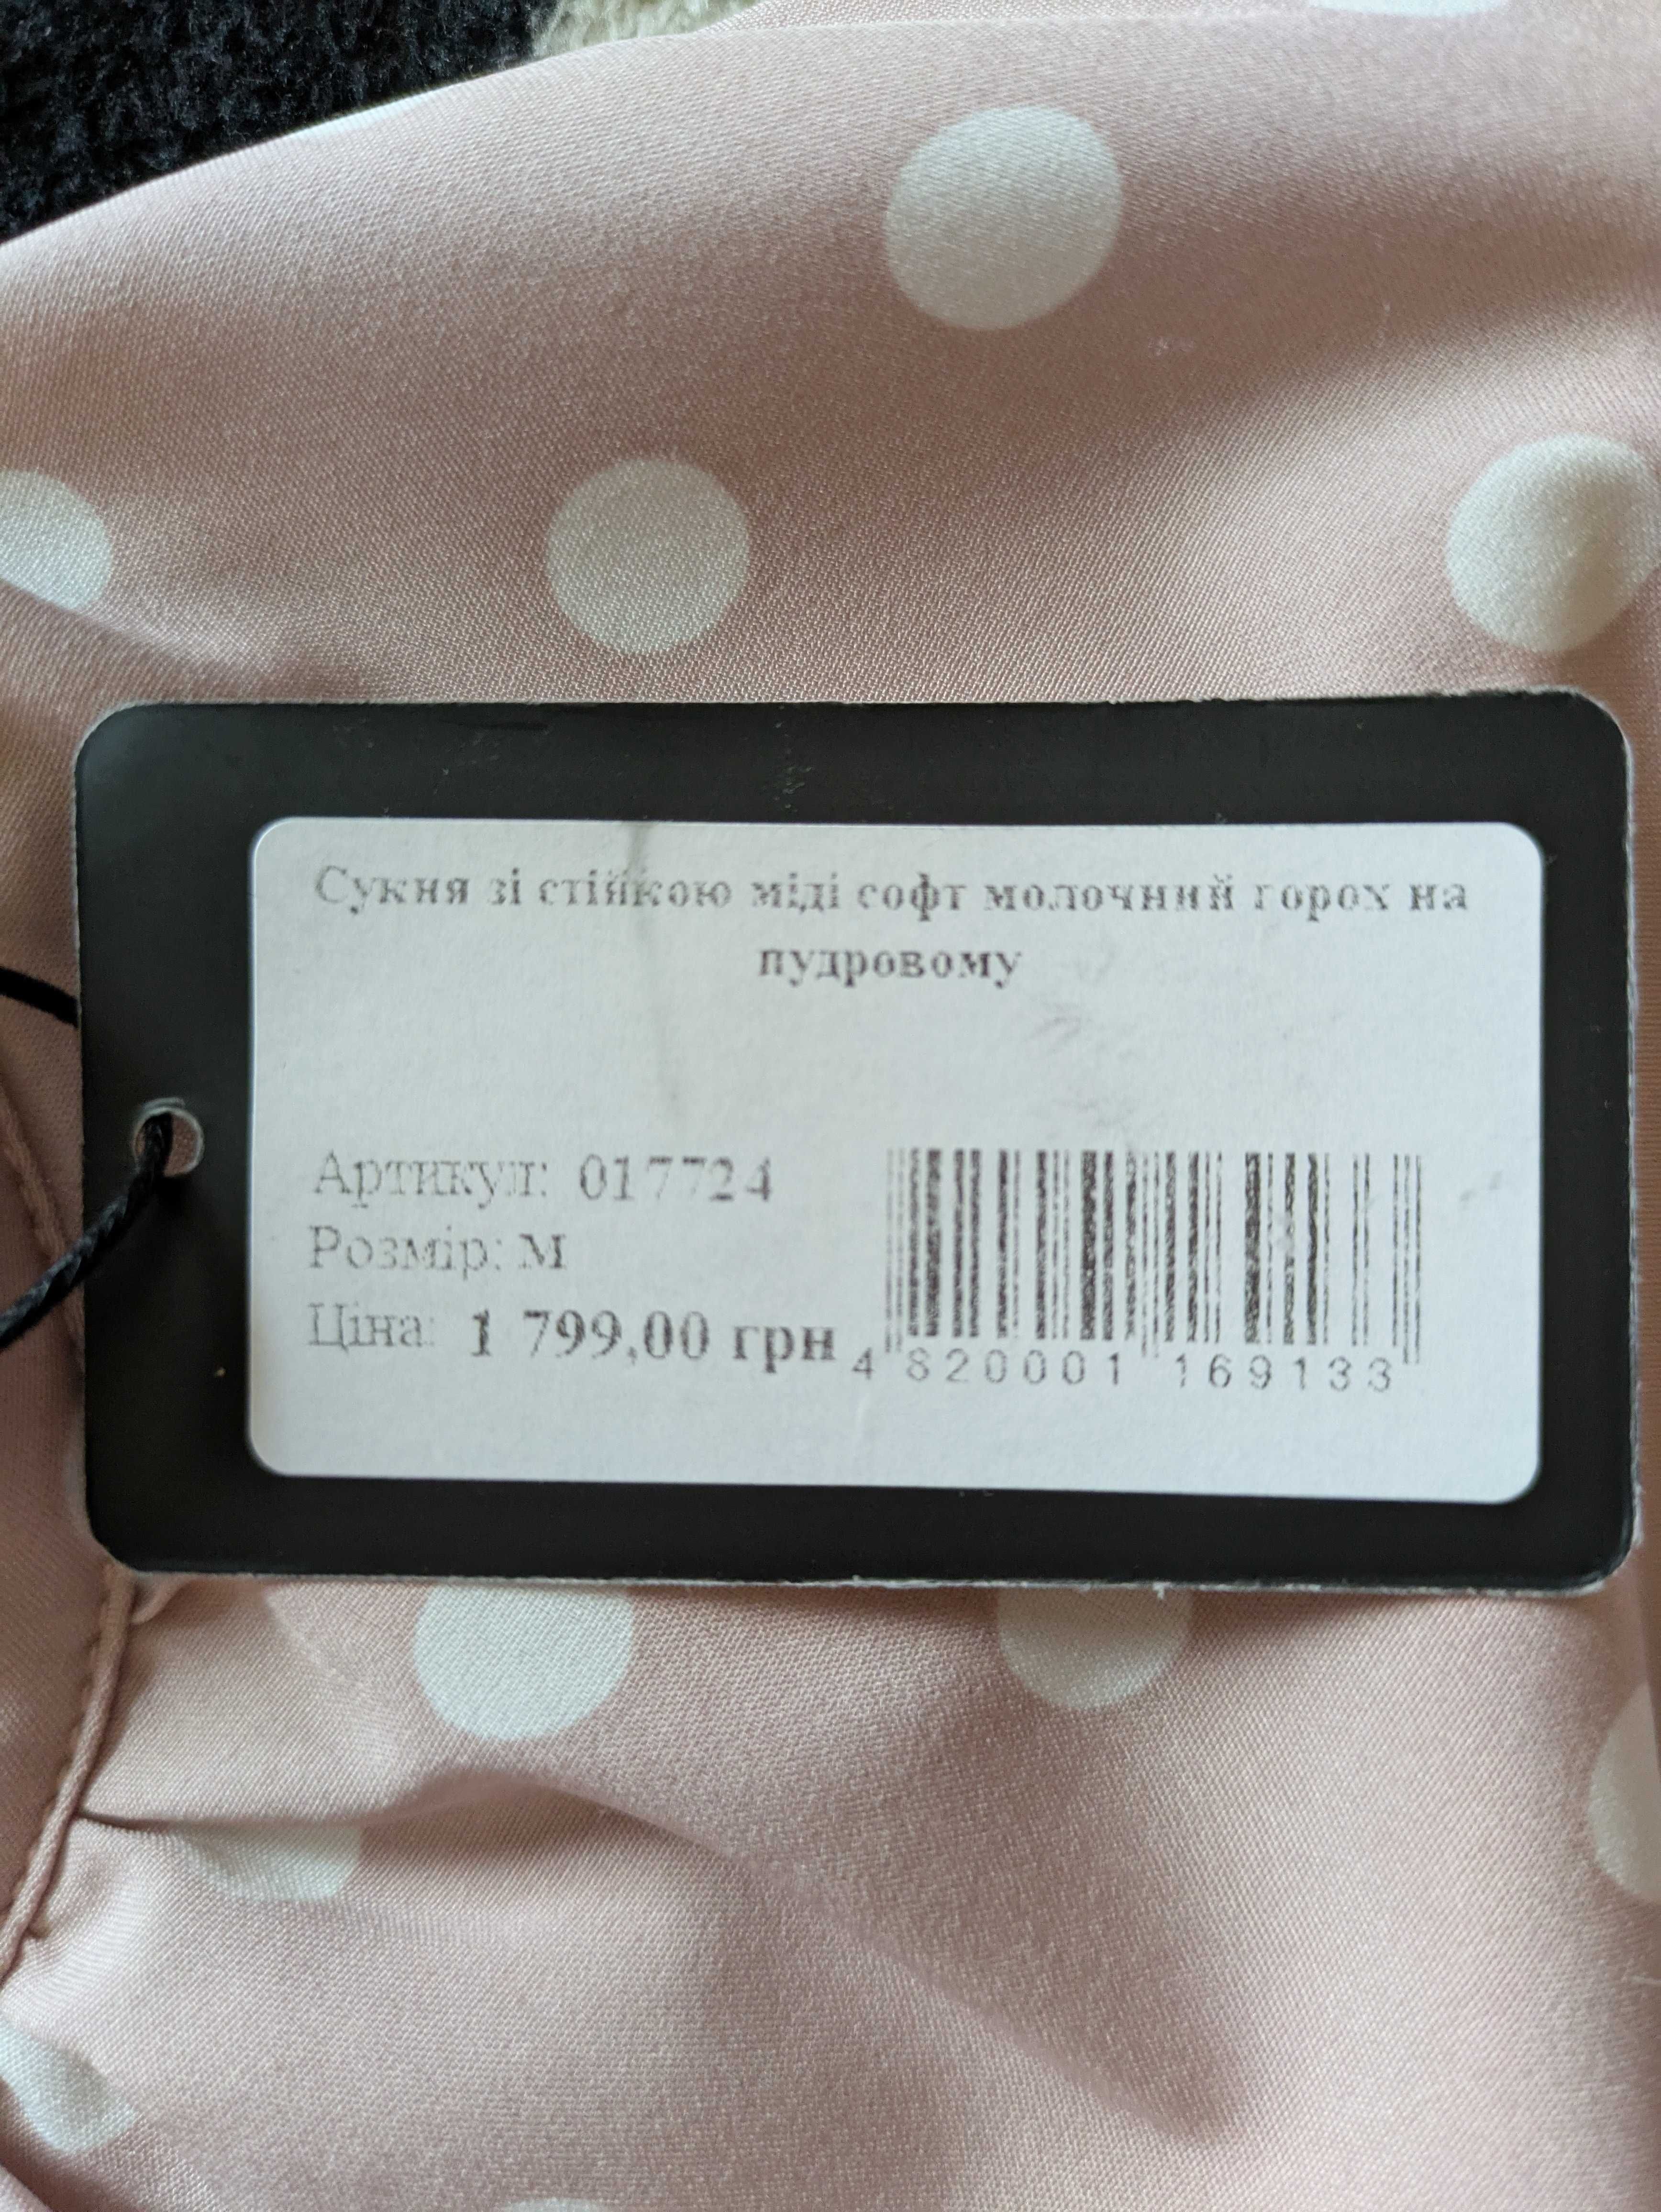 Сукня зі стійкою міді софт молочний горох на
пудровому
Артикул: 017724
Розмір: М
Ціна: 1 799,00 грн
4 820001 169133